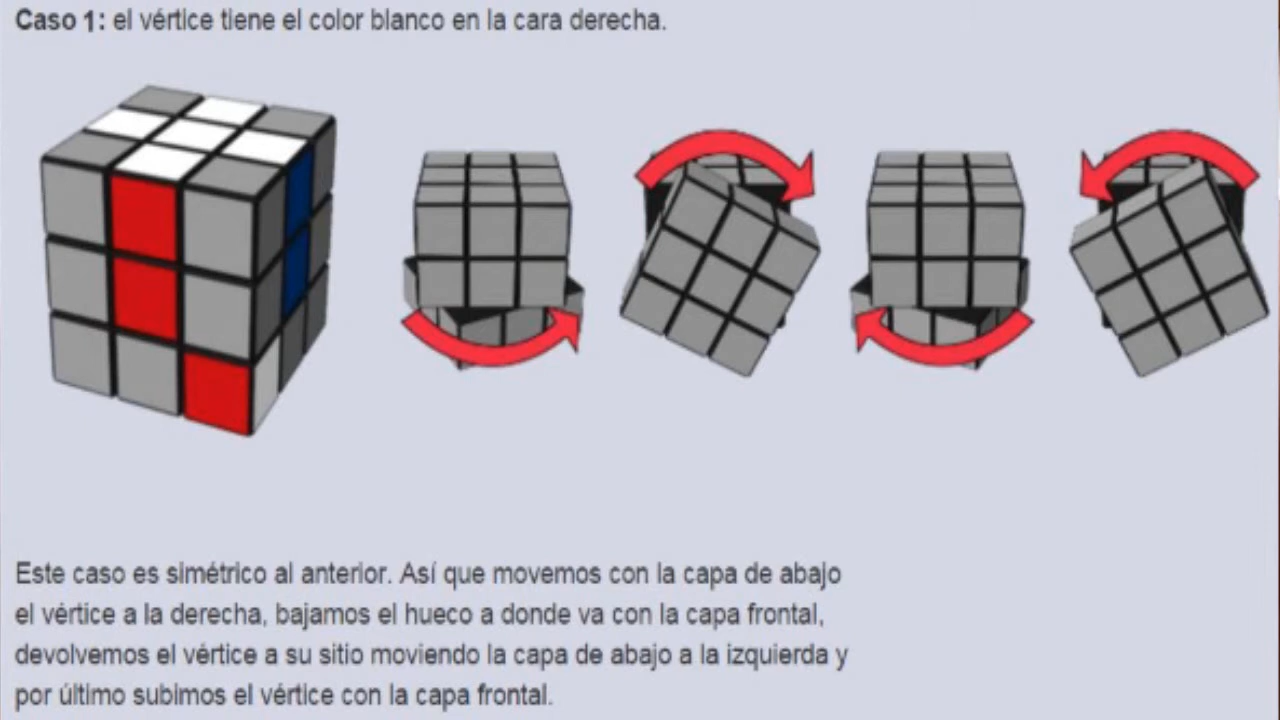 Caso 1: el vértice tiene el color blanco en la cara derecha.
Este caso es simétrico al anterior. Así que movemos con la capa de abajo
el vértice a la derecha, bajamos el hueco a donde va con la capa frontal,
devolvemos el vértice a su sitio moviendo la capa de abajo a la izquierda y
por último subimos el vértice con la capa frontal.